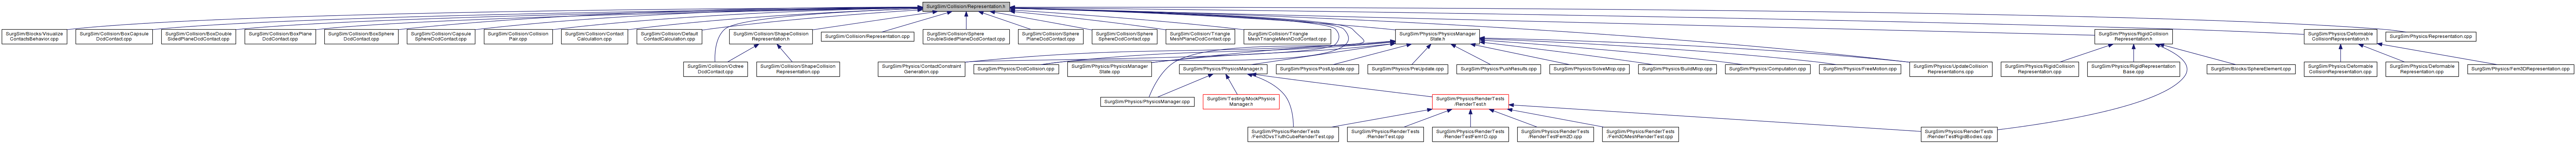 SurgSim/Collision/Representation.h
SurgSim/Blocks/Visualize
ContactsBehavior.cpp
SurgSim/Collision/BoxCapsule
DcdContact.cpp
SurgSim/Collision/BoxDouble
SidedPlaneDcdContact.cpp
SurgSim/Collision/BoxPlane
DcdContact.cpp
SurgSim/Collision/BoxSphere
DcdContact.cpp
SurgSim/Collision/Capsule
SphereDcdContact.cpp
SurgSim/Collision/Collision
Pair.cpp
SurgSim/Collision/Contact
Calculation.cpp
SurgSim/Collision/Default
ContactCalculation.cpp
SurgSim/Collision/ShapeCollision
Representation.h
SurgSim/Collision/Representation.cpp
SurgSim/Collision/Sphere
DoubleSidedPlaneDcdContact.cpp
SurgSim/Collision/Sphere
PlaneDcdContact.cpp
SurgSim/Collision/Sphere
SphereDcdContact.cpp
SurgSim/Collision/Triangle
MeshPlaneDcdContact.cpp
SurgSim/Collision/Triangle
MeshTriangleMeshDcdContact.cpp
SurgSim/Physics/PhysicsManager
State.h
SurgSim/Physics/RigidCollision
Representation.h
SurgSim/Physics/Deformable
CollisionRepresentation.h
SurgSim/Physics/Representation.cpp
SurgSim/Collision/Octree
DcdContact.cpp
SurgSim/Collision/ShapeCollision
Representation.cpp
SurgSim/Physics/ContactConstraint
Generation.cpp
SurgSim/Physics/DcdCollision.cpp
SurgSim/Physics/PhysicsManager
State.cpp
SurgSim/Physics/PhysicsManager.h
SurgSim/Physics/PostUpdate.cpp
SurgSim/Physics/PreUpdate.cpp
SurgSim/Physics/PushResults.cpp
SurgSim/Physics/SolveMlcp.cpp
SurgSim/Physics/BuildMlcp.cpp
SurgSim/Physics/Computation.cpp
SurgSim/Physics/FreeMotion.cpp
SurgSim/Physics/UpdateCollision
Representations.cpp
SurgSim/Physics/RigidCollision
Representation.cpp
SurgSim/Physics/RigidRepresentation
Base.cpp
SurgSim/Blocks/SphereElement.cpp
SurgSim/Physics/Deformable
CollisionRepresentation.cpp
SurgSim/Physics/Deformable
Representation.cpp
SurgSim/Physics/Fem3DRepresentation.cpp
SurgSim/Physics/PhysicsManager.cpp
SurgSim/Testing/MockPhysics
Manager.h
SurgSim/Physics/RenderTests
/RenderTest.h
SurgSim/Physics/RenderTests
/Fem3DvsTruthCubeRenderTest.cpp
SurgSim/Physics/RenderTests
/RenderTest.cpp
SurgSim/Physics/RenderTests
/RenderTestFem1D.cpp
SurgSim/Physics/RenderTests
/RenderTestFem2D.cpp
SurgSim/Physics/RenderTests
/Fem3DMeshRenderTest.cpp
SurgSim/Physics/RenderTests
/RenderTestRigidBodies.cpp